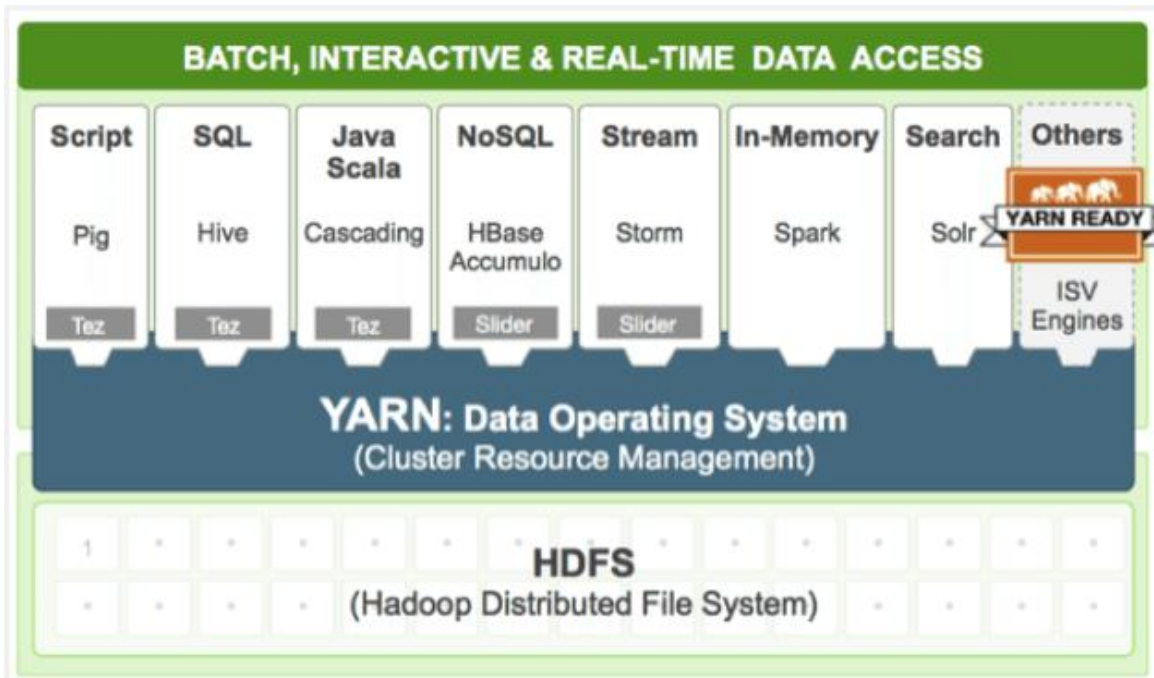 BATCH, INTERACTIVE & REAL-TIME DATA ACCESS
Script
Pig
Tez
SQL
Hive
Tez
Java
Scala
Cascading
Tez
NoSQL
HBase
Accumulo
Slider
Stream
Storm
Slider
In-Memory
Spark
Search
Solr
Others
YARN READY
ISV
Engines
YARN: Data Operating System
(Cluster Resource Management)
1
HDFS
(Hadoop Distributed File System)